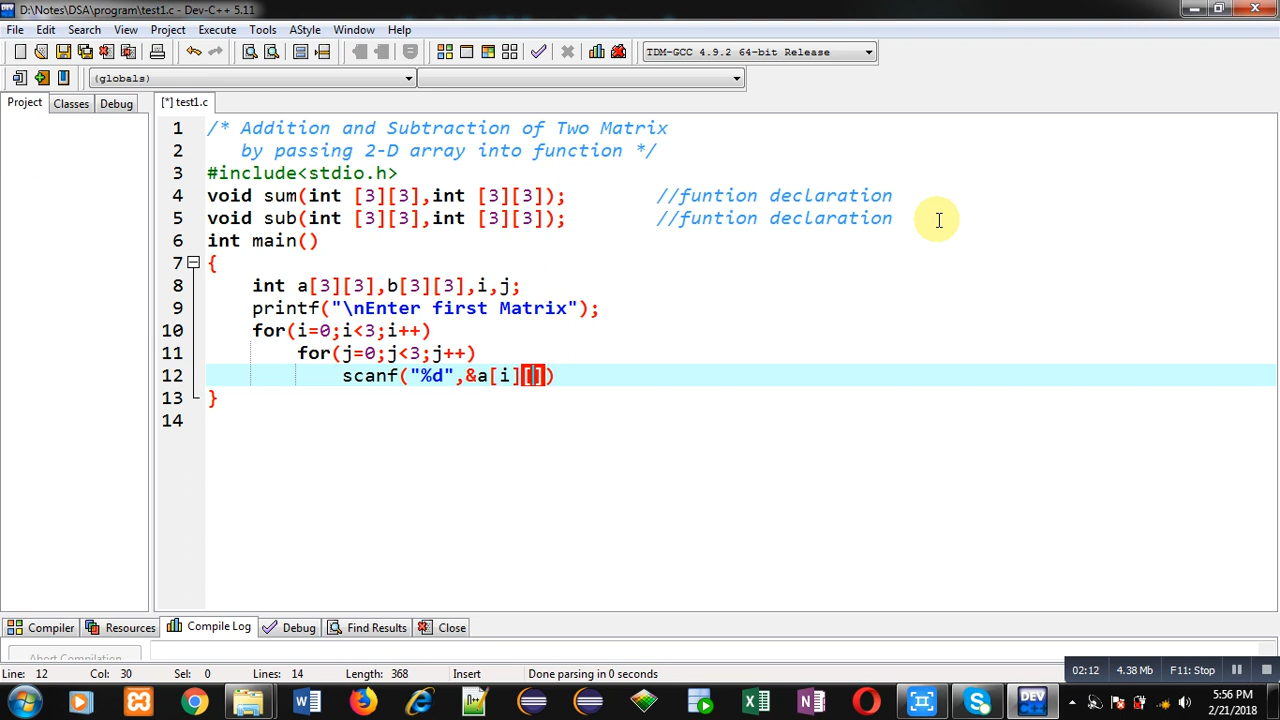 D:\Notes\DSA\program\test1.c - Dev-C++ 5.11
File Edit Search View Project Execute Tools AStyle Window Help
TDM-GCC 4.9.2 64-bit Release
(globals)
Project Classes Debug [*] test1.c
1 /* Addition and Subtraction of Two Matrix
2 by passing 2-D array into function */
3 #include<stdio.h>
4 void sum(int [3][3],int [3][3]); //funtion declaration
5 void sub(int [3][3],int [3][3]); //funtion declaration
6 int main()
7 {
8 int a[3][3],b[3][3],i,j;
9 printf("\nEnter first Matrix");
10 for(i=0;i<3;i++)
11 for(j=0;j<3;j++)
12 scanf("%d",&a[i][])
13 }
14
Compiler Resources Compile Log Debug Find Results Close
Abort Compilation
Line: 12 Col: 30 Sel: 0 Lines: 14 Length: 368 Insert Done parsing in 0 seconds
02:12 4.38 Mb F11: Stop
DEV
5:56 PM
2/21/2018